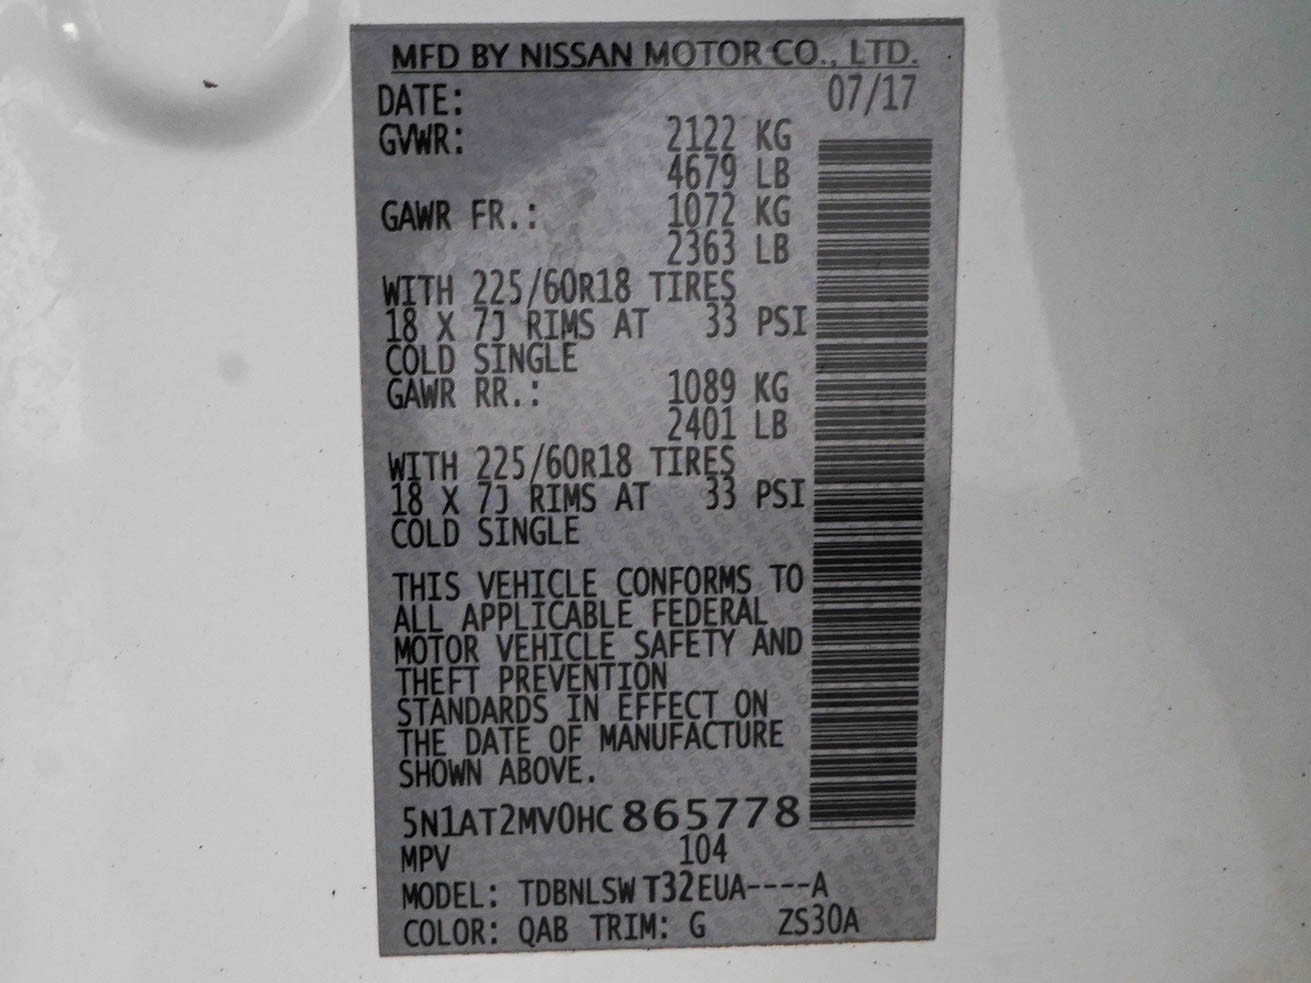 MFD BY NISSAN MOTOR CO., LTD.
DATE: 07/17
GVWR: 2122 KG
4679 LB
GAWR FR.: 1072 KG
2363 LB
WITH 225/60R18 TIRES
18 X 7J RIMS AT 33 PSI
COLD SINGLE
GAWR RR.: 1089 KG
2401 LB
WITH 225/60R18 TIRES
18 X 7J RIMS AT 33 PSI
COLD SINGLE
THIS VEHICLE CONFORMS TO
ALL APPLICABLE FEDERAL
MOTOR VEHICLE SAFETY AND
THEFT PREVENTION
STANDARDS IN EFFECT ON
THE DATE OF MANUFACTURE
SHOWN ABOVE.
5N1AT2MV0HC865778
MPV 104
MODEL: TDBNLSW T32EUA----A
COLOR: QAB TRIM: G ZS30A